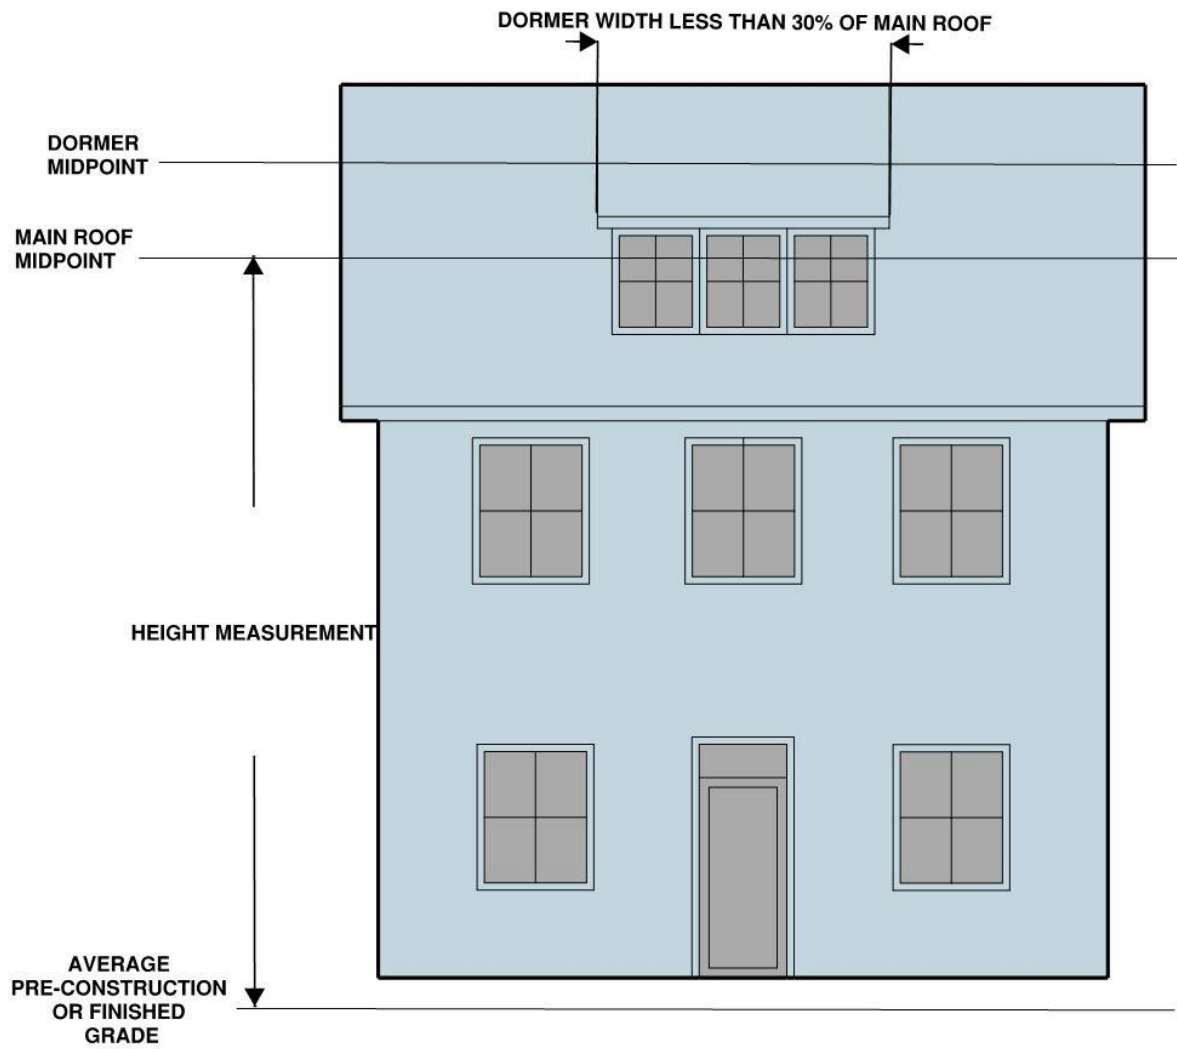 DORMER WIDTH LESS THAN 30% OF MAIN ROOF
DORMER
MIDPOINT
MAIN ROOF
MIDPOINT
HEIGHT MEASUREMENT
AVERAGE
PRE-CONSTRUCTION
OR FINISHED
GRADE